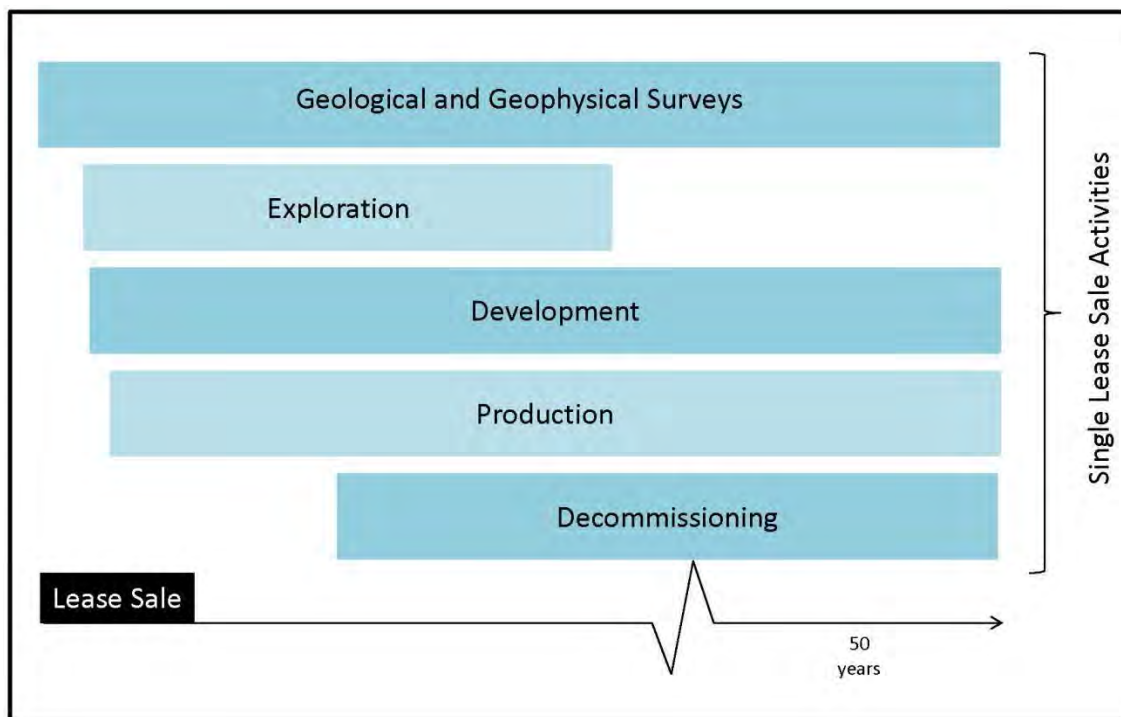 Geological and Geophysical Surveys
Exploration
Development
Production
Decommissioning
Single Lease Sale Activities
Lease Sale
50
years